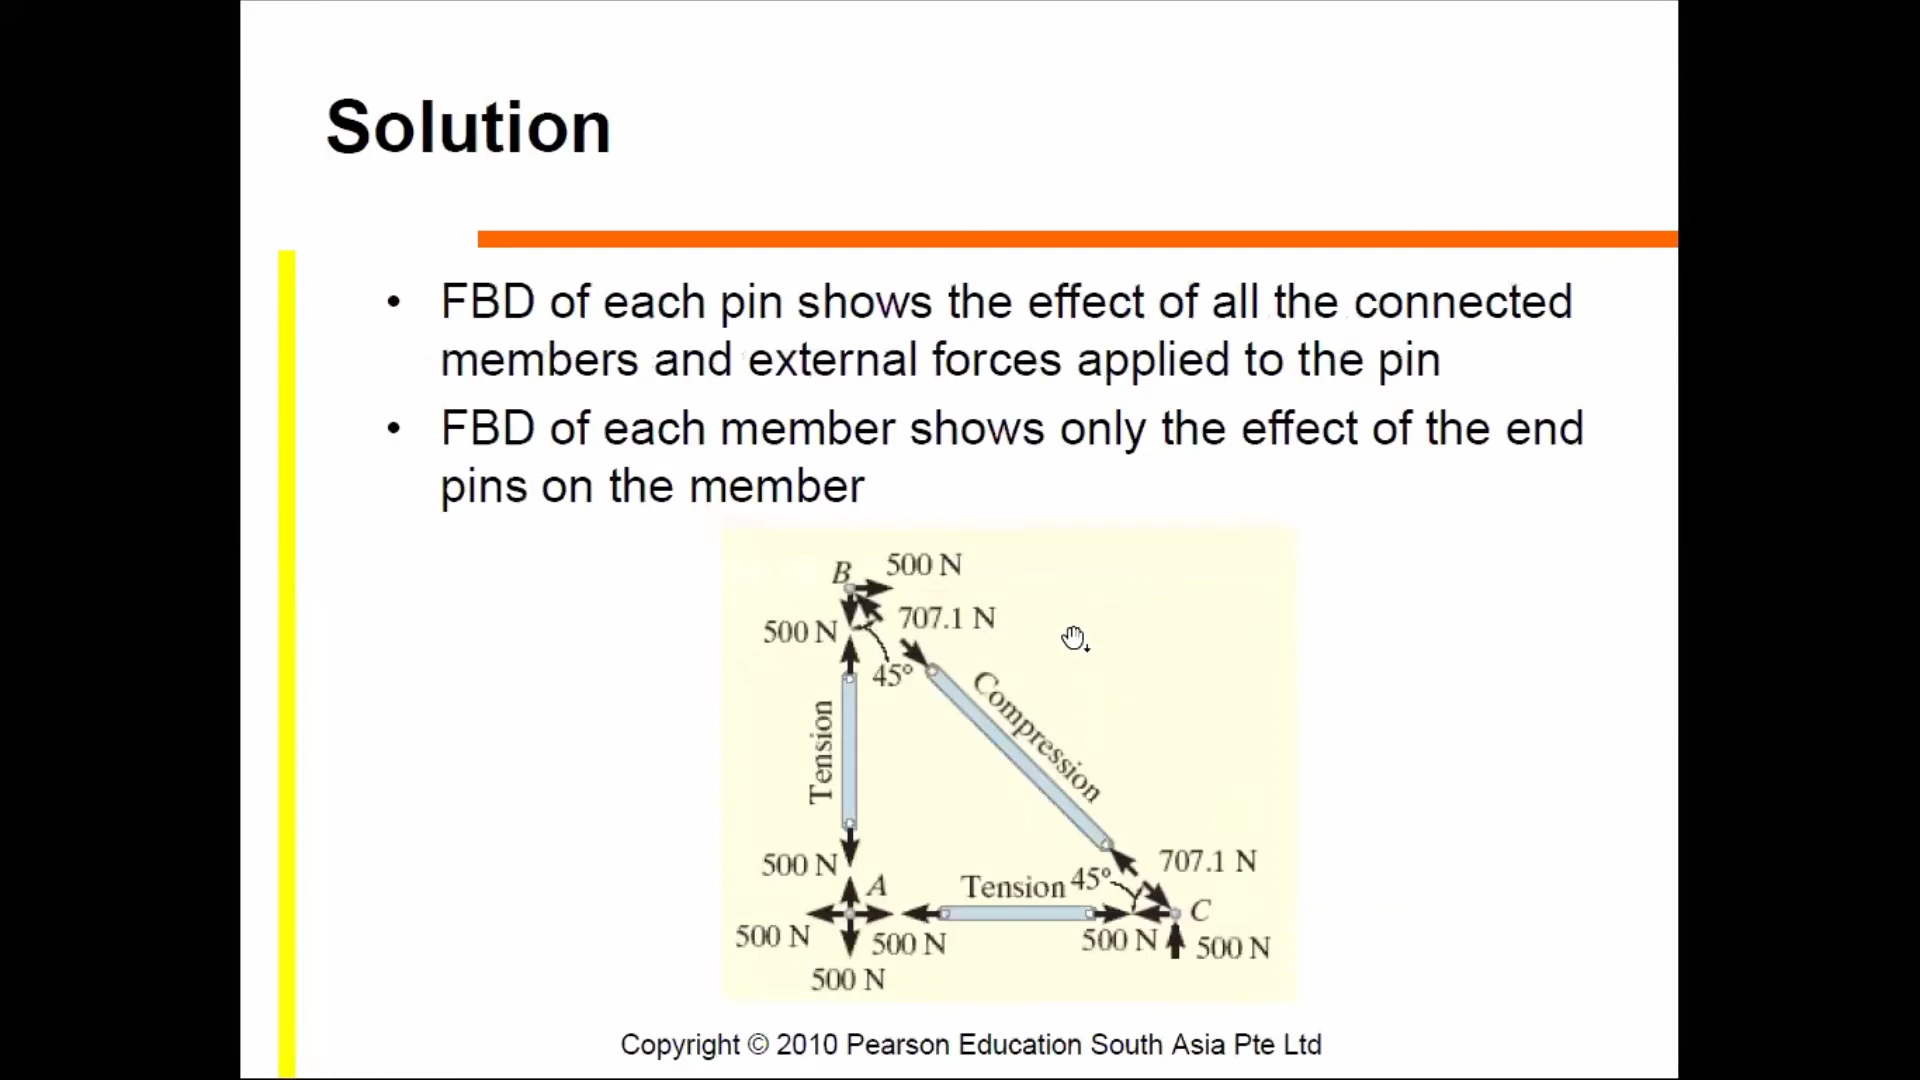 Solution
• FBD of each pin shows the effect of all the connected
members and external forces applied to the pin
• FBD of each member shows only the effect of the end
pins on the member
B
500 N
500 N
707.1 N
45°
Tension
Compression
500 N
A
Tension
45°
707.1 N
C
500 N
500 N
500 N
500 N
500 N
Copyright © 2010 Pearson Education South Asia Pte Ltd